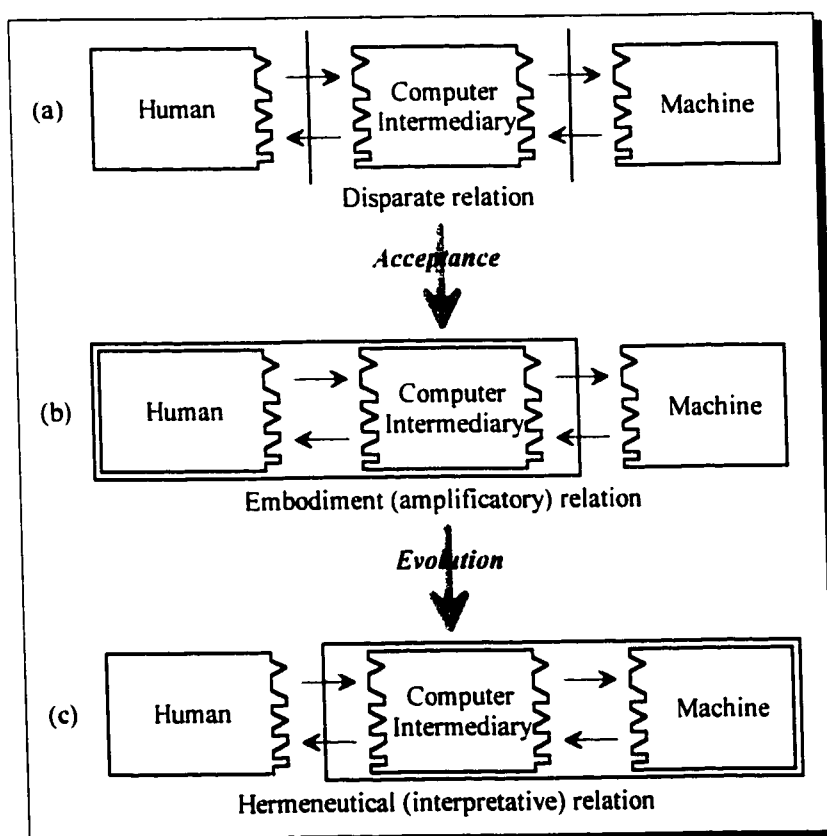 (a)
Human
Computer
Intermediary
Machine
Disparate relation
Acceptance
(b)
Human
Computer
Intermediary
Machine
Embodiment (amplificatory) relation
Evolution
(c)
Human
Computer
Intermediary
Machine
Hermeneutical (interpretative) relation